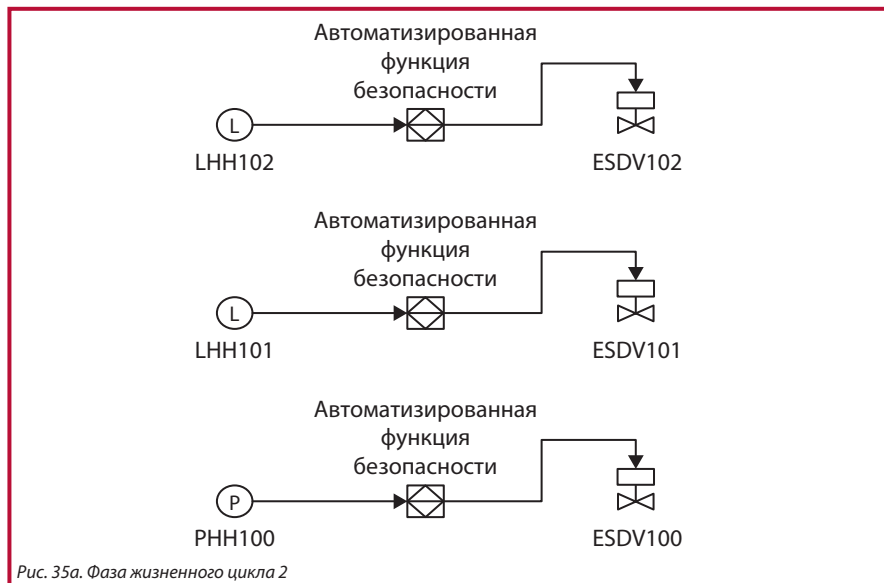 Автоматизированная
функция
безопасности
L
LHH102
ESDV102
Автоматизированная
функция
безопасности
L
LHH101
ESDV101
Автоматизированная
функция
безопасности
P
PHH100
ESDV100
Рис. 35a. Фаза жизненного цикла 2